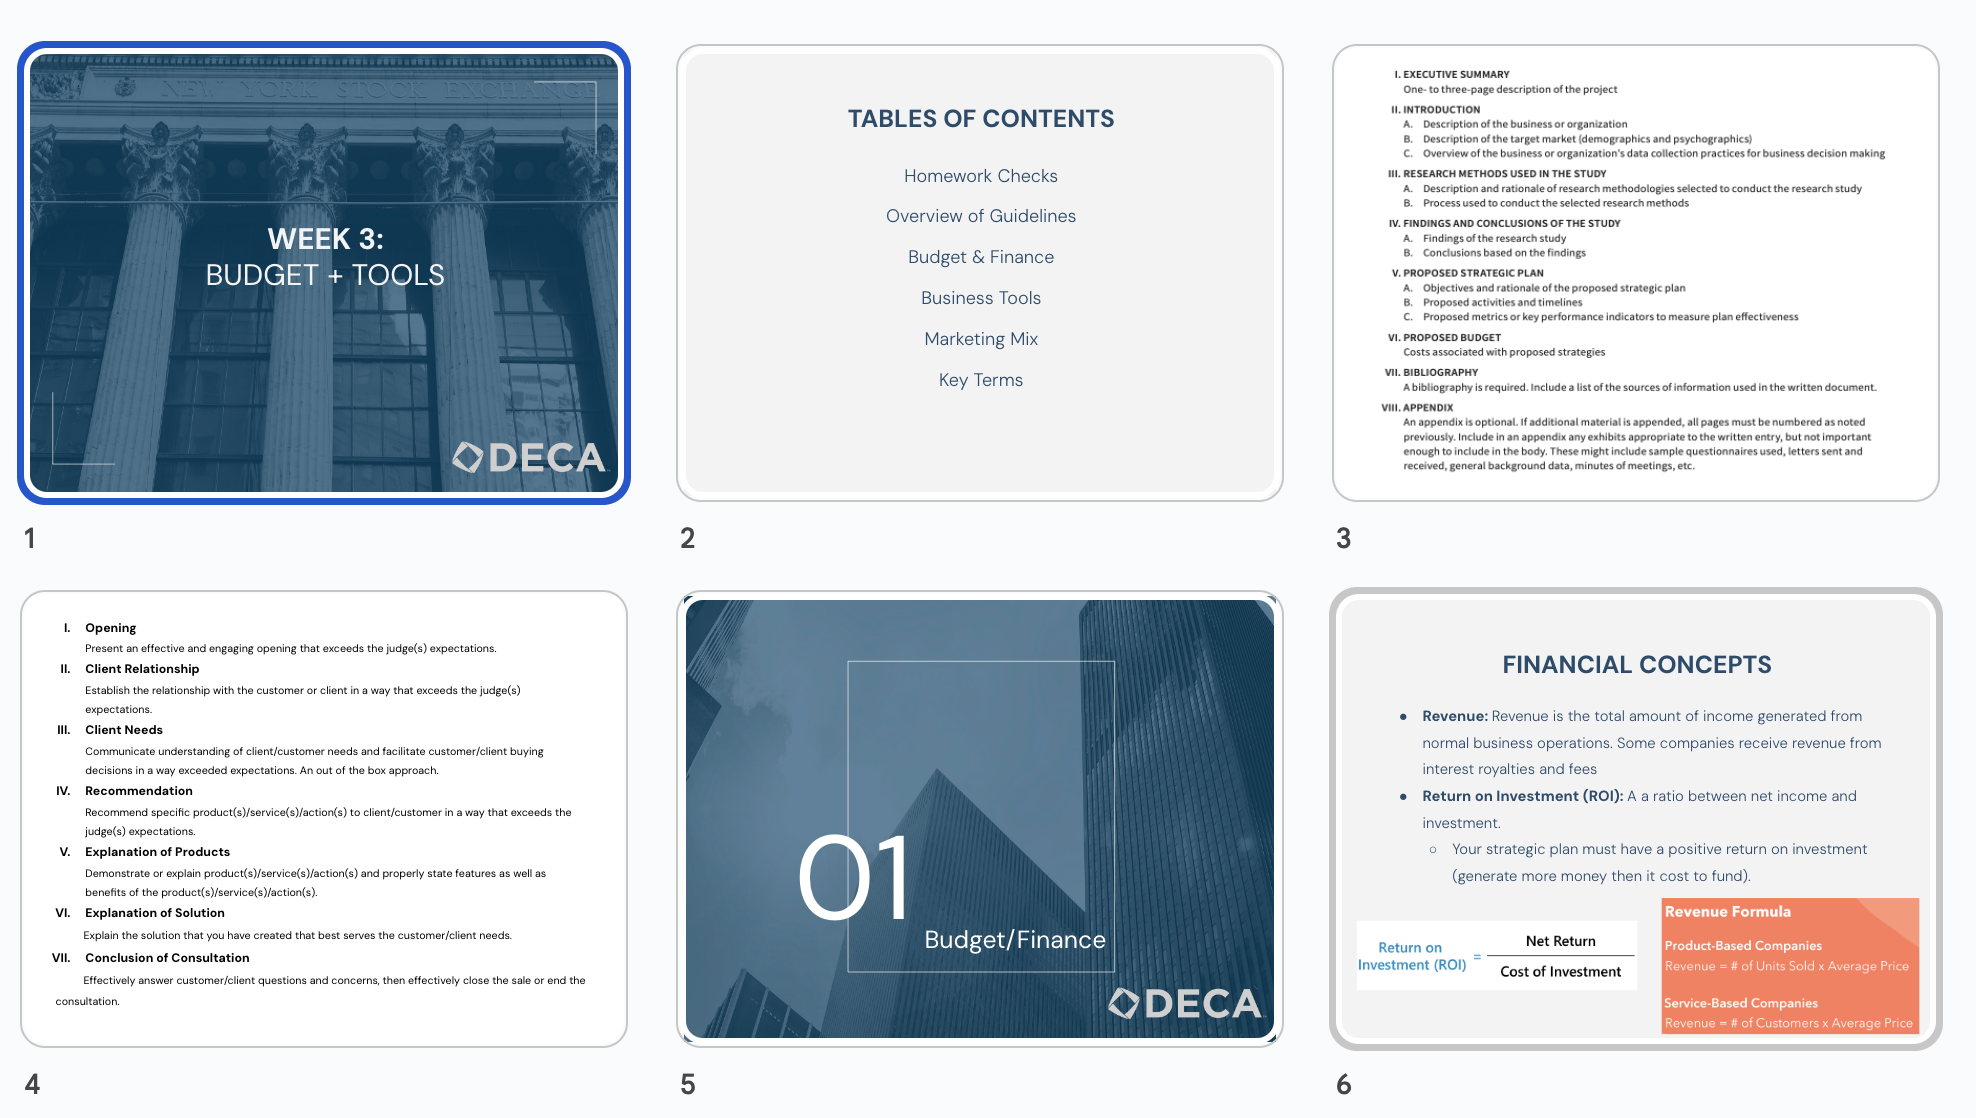 NEW YORK STOCK EXCHANGE
WEEK 3:
BUDGET + TOOLS
DECA
1
TABLES OF CONTENTS
Homework Checks
Overview of Guidelines
Budget & Finance
Business Tools
Marketing Mix
Key Terms
2
I. EXECUTIVE SUMMARY
One- to three-page description of the project
II. INTRODUCTION
A. Description of the business or organization
B. Description of the target market (demographics and psychographics)
C. Overview of the business or organization's data collection practices for business decision making
III. RESEARCH METHODS USED IN THE STUDY
A. Description and rationale of research methodologies selected to conduct the research study
B. Process used to conduct the selected research methods
IV. FINDINGS AND CONCLUSIONS OF THE STUDY
A. Findings of the research study
B. Conclusions based on the findings
V. PROPOSED STRATEGIC PLAN
A. Objectives and rationale of the proposed strategic plan
B. Proposed activities and timelines
C. Proposed metrics or key performance indicators to measure plan effectiveness
VI. PROPOSED BUDGET
Costs associated with proposed strategies
VII. BIBLIOGRAPHY
A bibliography is required. Include a list of the sources of information used in the written document.
VIII. APPENDIX
An appendix is optional. If additional material is appended, all pages must be numbered as noted
previously. Include in an appendix any exhibits appropriate to the written entry, but not important
enough to include in the body. These might include sample questionnaires used, letters sent and
received, general background data, minutes of meetings, etc.
3
I. Opening
Present an effective and engaging opening that exceeds the judge(s) expectations.
II. Client Relationship
Establish the relationship with the customer or client in a way that exceeds the judge(s)
expectations.
III. Client Needs
Communicate understanding of client/customer needs and facilitate customer/client buying
decisions in a way exceeded expectations. An out of the box approach.
IV. Recommendation
Recommend specific product(s)/service(s)/action(s) to client/customer in a way that exceeds the
judge(s) expectations.
V. Explanation of Products
Demonstrate or explain product(s)/service(s)/action(s) and properly state features as well as
benefits of the product(s)/service(s)/action(s).
VI. Explanation of Solution
Explain the solution that you have created that best serves the customer/client needs.
VII. Conclusion of Consultation
Effectively answer customer/client questions and concerns, then effectively close the sale or end the
consultation.
4
01
Budget/Finance
DECA
5
FINANCIAL CONCEPTS
● Revenue: Revenue is the total amount of income generated from
normal business operations. Some companies receive revenue from
interest royalties and fees
● Return on Investment (ROI): A a ratio between net income and
investment.
○ Your strategic plan must have a positive return on investment
(generate more money then it cost to fund).
Return on
Investment (ROI) =
Net Return
Cost of Investment
Revenue Formula
Product-Based Companies
Revenue = # of Units Sold x Average Price
Service-Based Companies
Revenue = # of Customers x Average Price
6